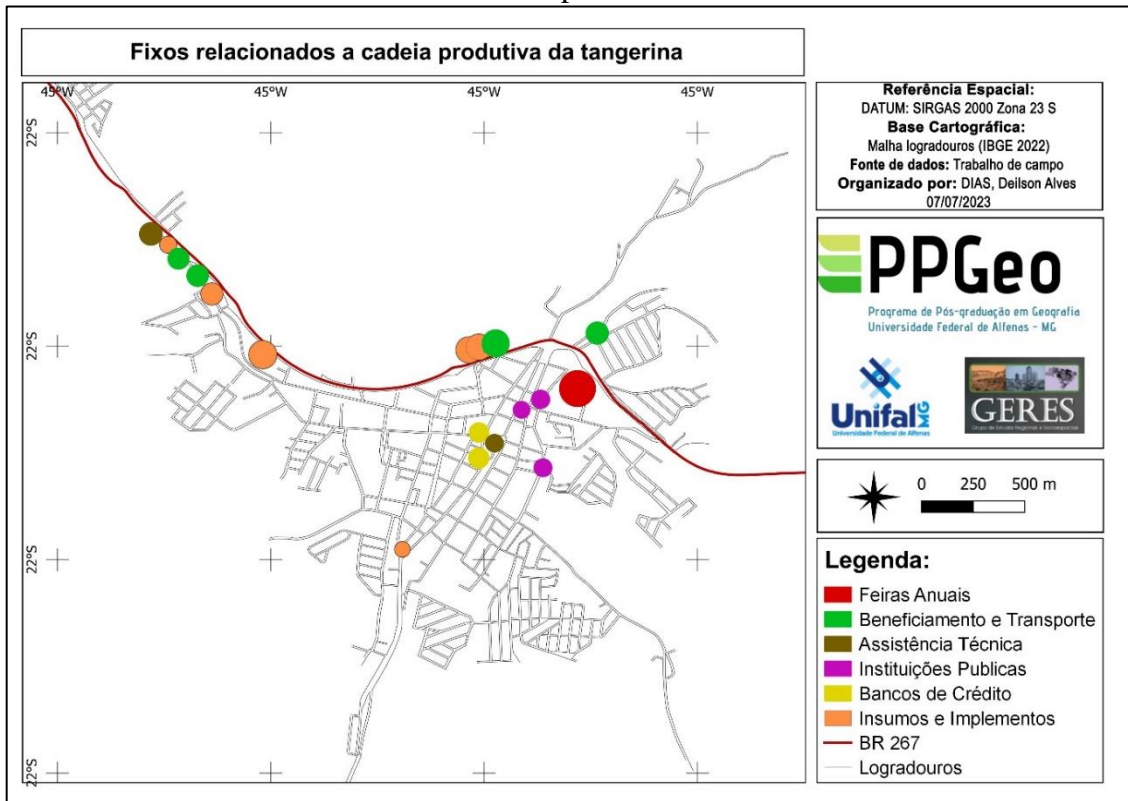 Fixos relacionados a cadeia produtiva da tangerina
45°W 45°W 45°W 45°W
22°S
22°S
22°S
22°S
Referência Espacial:
DATUM: SIRGAS 2000 Zona 23 S
Base Cartográfica:
Malha logradouros (IBGE 2022)
Fonte de dados: Trabalho de campo
Organizado por: DIAS, Deilson Alves
07/07/2023
PPGeo
Programa de Pós-graduação em Geografia
Universidade Federal de Alfenas - MG
Unifal MG
Universidade Federal de Alfenas
GERES
Grupo de Estudos Regionais e Socioespaciais
0 250 500 m
Legenda:
Feiras Anuais
Beneficiamento e Transporte
Assistência Técnica
Instituições Publicas
Bancos de Crédito
Insumos e Implementos
BR 267
Logradouros